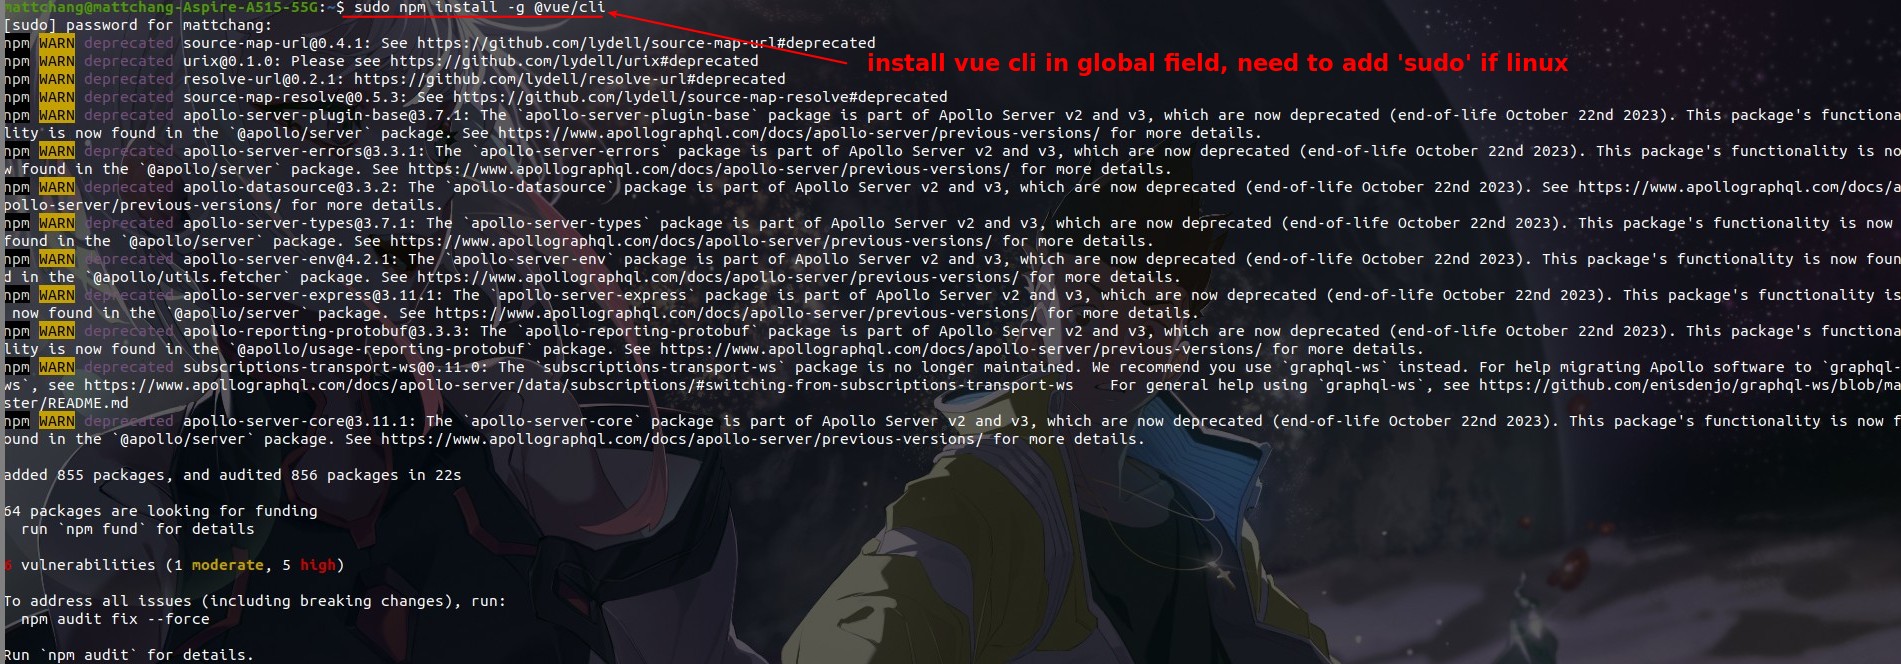 mattchang@mattchang-Aspire-A515-55G:~$ sudo npm install -g @vue/cli
[sudo] password for mattchang:
npm WARN deprecated source-map-url@0.4.1: See https://github.com/lydell/source-map-url#deprecated
npm WARN deprecated urix@0.1.0: Please see https://github.com/lydell/urix#deprecated
install vue cli in global field, need to add 'sudo' if linux
npm WARN deprecated resolve-url@0.2.1: https://github.com/lydell/resolve-url#deprecated
npm WARN deprecated source-map-resolve@0.5.3: See https://github.com/lydell/source-map-resolve#deprecated
npm WARN deprecated apollo-server-plugin-base@3.7.1: The `apollo-server-plugin-base` package is part of Apollo Server v2 and v3, which are now deprecated (end-of-life October 22nd 2023). This package's functiona
lity is now found in the `@apollo/server` package. See https://www.apollographql.com/docs/apollo-server/previous-versions/ for more details.
npm WARN deprecated apollo-server-errors@3.3.1: The `apollo-server-errors` package is part of Apollo Server v2 and v3, which are now deprecated (end-of-life October 22nd 2023). This package's functionality is no
w found in the `@apollo/server` package. See https://www.apollographql.com/docs/apollo-server/previous-versions/ for more details.
npm WARN deprecated apollo-datasource@3.3.2: The `apollo-datasource` package is part of Apollo Server v2 and v3, which are now deprecated (end-of-life October 22nd 2023). See https://www.apollographql.com/docs/a
pollo-server/previous-versions/ for more details.
npm WARN deprecated apollo-server-types@3.7.1: The `apollo-server-types` package is part of Apollo Server v2 and v3, which are now deprecated (end-of-life October 22nd 2023). This package's functionality is now
found in the `@apollo/server` package. See https://www.apollographql.com/docs/apollo-server/previous-versions/ for more details.
npm WARN deprecated apollo-server-env@4.2.1: The `apollo-server-env` package is part of Apollo Server v2 and v3, which are now deprecated (end-of-life October 22nd 2023). This package's functionality is now foun
d in the `@apollo/utils.fetcher` package. See https://www.apollographql.com/docs/apollo-server/previous-versions/ for more details.
npm WARN deprecated apollo-server-express@3.11.1: The `apollo-server-express` package is part of Apollo Server v2 and v3, which are now deprecated (end-of-life October 22nd 2023). This package's functionality is
now found in the `@apollo/server` package. See https://www.apollographql.com/docs/apollo-server/previous-versions/ for more details.
npm WARN deprecated apollo-reporting-protobuf@3.3.3: The `apollo-reporting-protobuf` package is part of Apollo Server v2 and v3, which are now deprecated (end-of-life October 22nd 2023). This package's functiona
lity is now found in the `@apollo/usage-reporting-protobuf` package. See https://www.apollographql.com/docs/apollo-server/previous-versions/ for more details.
npm WARN deprecated subscriptions-transport-ws@0.11.0: The `subscriptions-transport-ws` package is no longer maintained. We recommend you use `graphql-ws` instead. For help migrating Apollo software to `graphql-
ws`, see https://www.apollographql.com/docs/apollo-server/data/subscriptions/#switching-from-subscriptions-transport-ws    For general help using `graphql-ws`, see https://github.com/enisdenjo/graphql-ws/blob/ma
ster/README.md
npm WARN deprecated apollo-server-core@3.11.1: The `apollo-server-core` package is part of Apollo Server v2 and v3, which are now deprecated (end-of-life October 22nd 2023). This package's functionality is now f
ound in the `@apollo/server` package. See https://www.apollographql.com/docs/apollo-server/previous-versions/ for more details.
added 855 packages, and audited 856 packages in 22s
64 packages are looking for funding
run `npm fund` for details
6 vulnerabilities (1 moderate, 5 high)
To address all issues (including breaking changes), run:
npm audit fix --force
Run `npm audit` for details.